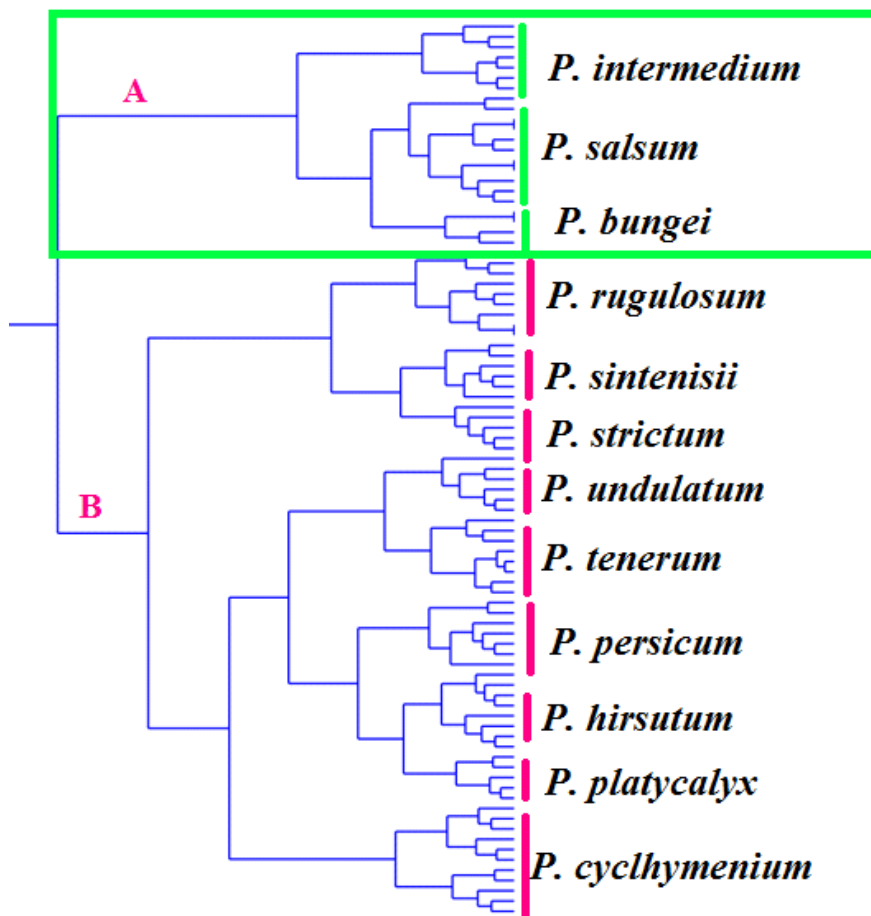 A
P. intermedium
P. salsum
P. bungei
P. rugulosum
P. sintenisii
P. strictum
B
P. undulatum
P. tenerum
P. persicum
P. hirsutum
P. platycalyx
P. cyclhymenium